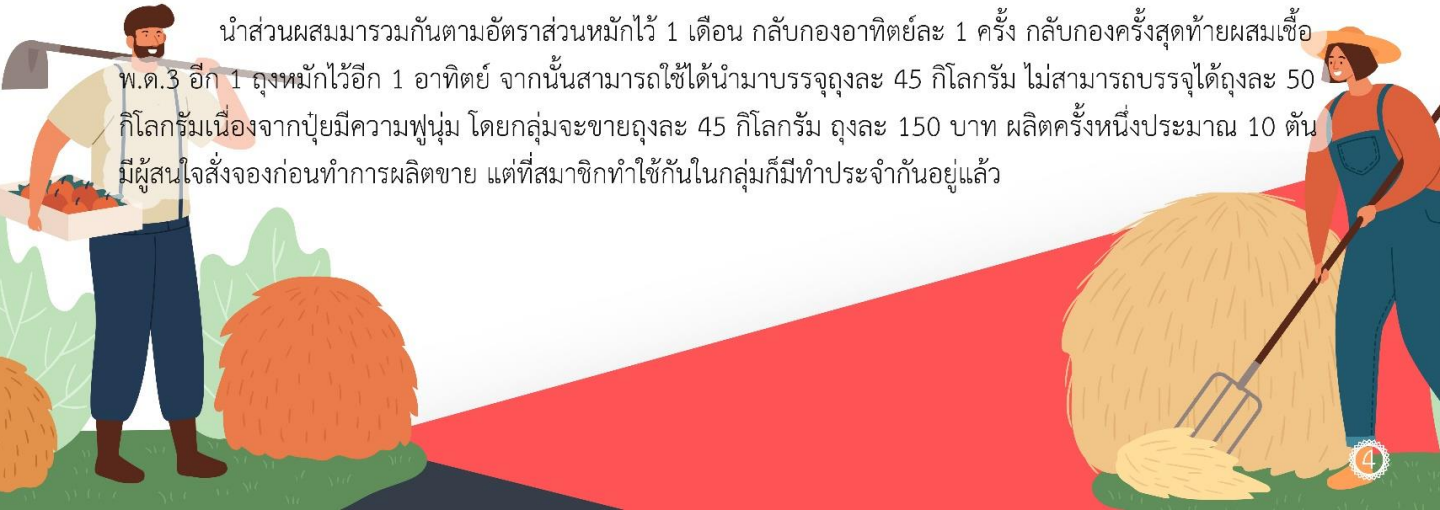 นำส่วนผสมมารวมกันตามอัตราส่วนหมักไว้ 1 เดือน กลับกองอาทิตย์ละ 1 ครั้ง กลับกองครั้งสุดท้ายผสมเชื้อ
พ.ด.3 อีก 1 ถุงหมักไว้อีก 1 อาทิตย์ จากนั้นสามารถใช้ได้นำมาบรรจุถุงละ 45 กิโลกรัม ไม่สามารถบรรจุได้ถุงละ 50
กิโลกรัมเนื่องจากปุ๋ยมีความฟูนุ่ม โดยกลุ่มจะขายถุงละ 45 กิโลกรัม ถุงละ 150 บาท ผลิตครั้งหนึ่งประมาณ 10 ตัน
มีผู้สนใจสั่งจองก่อนทำการผลิตขาย แต่ที่สมาชิกทำใช้กันในกลุ่มก็มีทำประจำกันอยู่แล้ว
4